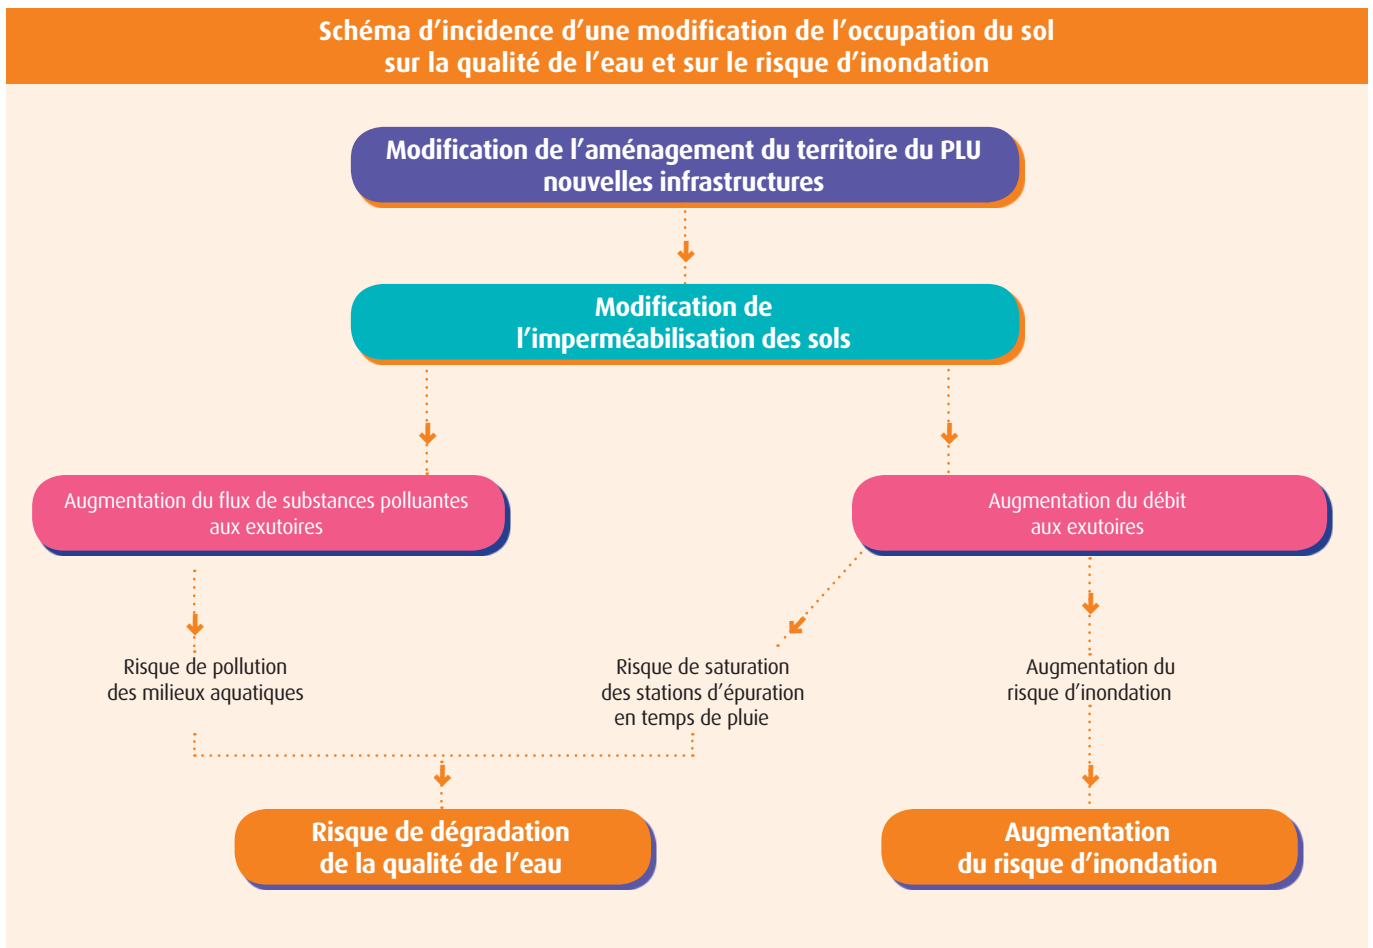 Schéma d’incidence d’une modification de l’occupation du sol
sur la qualité de l’eau et sur le risque d’inondation
Modification de l’aménagement du territoire du PLU
nouvelles infrastructures
Modification de
l’imperméabilisation des sols
Augmentation du flux de substances polluantes
aux exutoires
Augmentation du débit
aux exutoires
Risque de pollution
des milieux aquatiques
Risque de saturation
des stations d’épuration
en temps de pluie
Augmentation du
risque d’inondation
Risque de dégradation
de la qualité de l’eau
Augmentation
du risque d’inondation